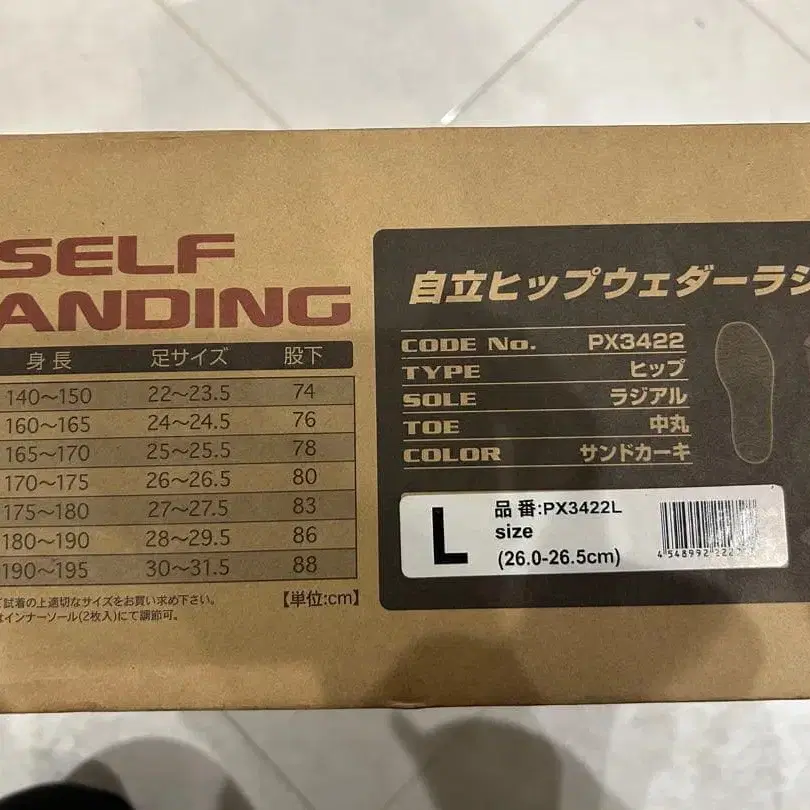 SELF
ANDING
身長 足サイズ 股下
140〜150 22〜23.5 74
160〜165 24〜24.5 76
165〜170 25〜25.5 78
170〜175 26〜26.5 80
175〜180 27〜27.5 83
180〜190 28〜29.5 86
190〜195 30〜31.5 88
試着の上適切なサイズをお買い求め下さい。
はインナーソール(2枚入)にて調節可。
【単位:cm】
自立ヒップウェダーラジ
CODE No. PX3422
TYPE ヒップ
SOLE ラジアル
TOE 中丸
COLOR サンドカーキ
L
品番:PX3422L
size
(26.0-26.5cm)
4 548992 222